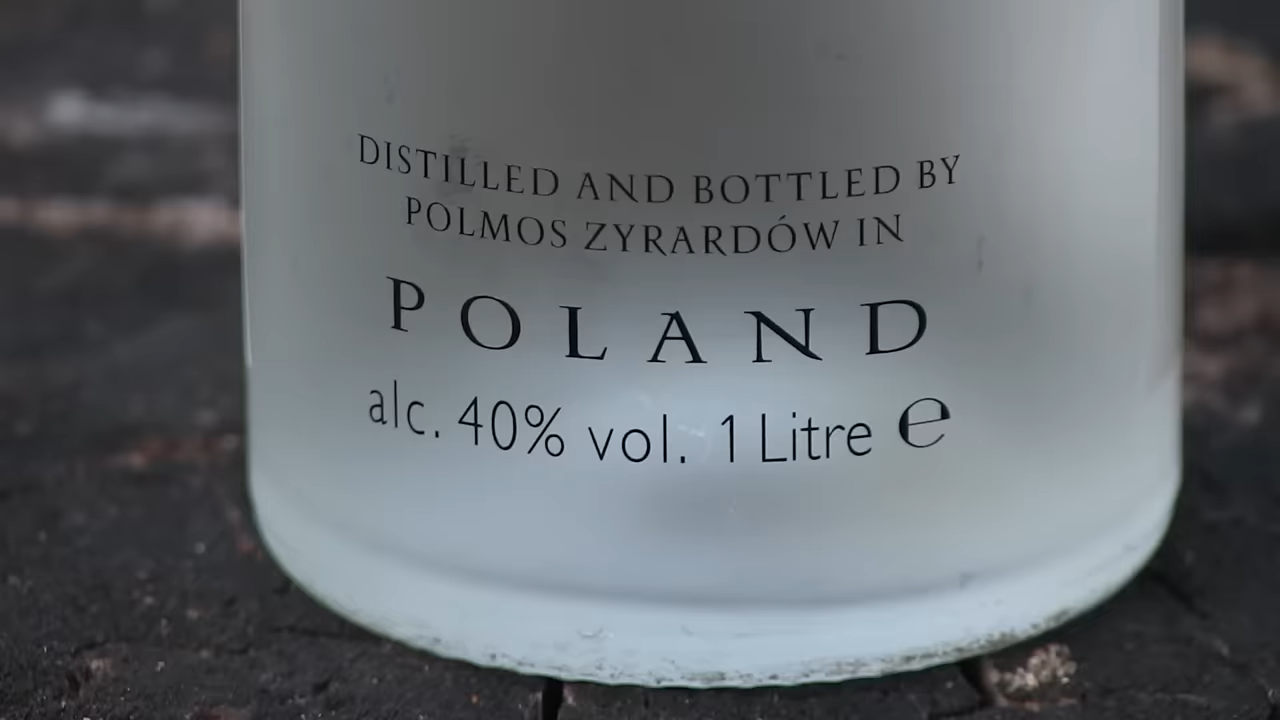 DISTILLED AND BOTTLED BY
POLMOS ZYRARDÓW IN
POLAND
alc. 40% vol. 1 Litre ℮